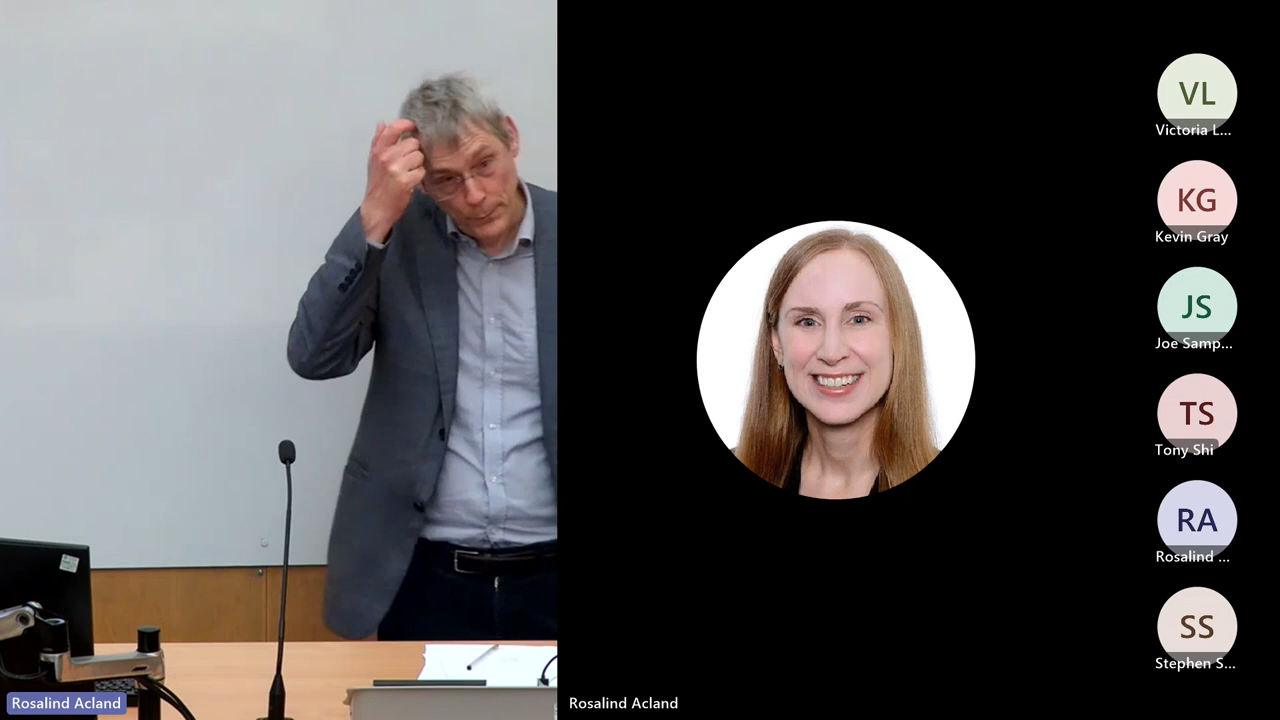 VL
Victoria L...
KG
Kevin Gray
JS
Joe Samp...
TS
Tony Shi
RA
Rosalind ...
SS
Stephen S...
Rosalind Acland
Rosalind Acland